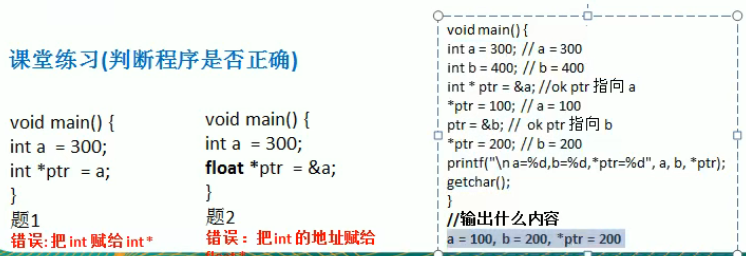 课堂练习(判断程序是否正确)
void main() {
int a = 300;
int *ptr = a;
}
题1
错误: 把 int 赋给 int *
void main() {
int a = 300;
float *ptr = &a;
}
题2
错误：把 int 的地址赋给
void main() {
int a = 300; // a = 300
int b = 400; // b = 400
int * ptr = &a; //ok ptr 指向 a
*ptr = 100; // a = 100
ptr = &b; // ok ptr 指向 b
*ptr = 200; // b = 200
printf("\n a=%d,b=%d,*ptr=%d", a, b, *ptr);
getchar();
}
//输出什么内容
a = 100, b = 200, *ptr = 200